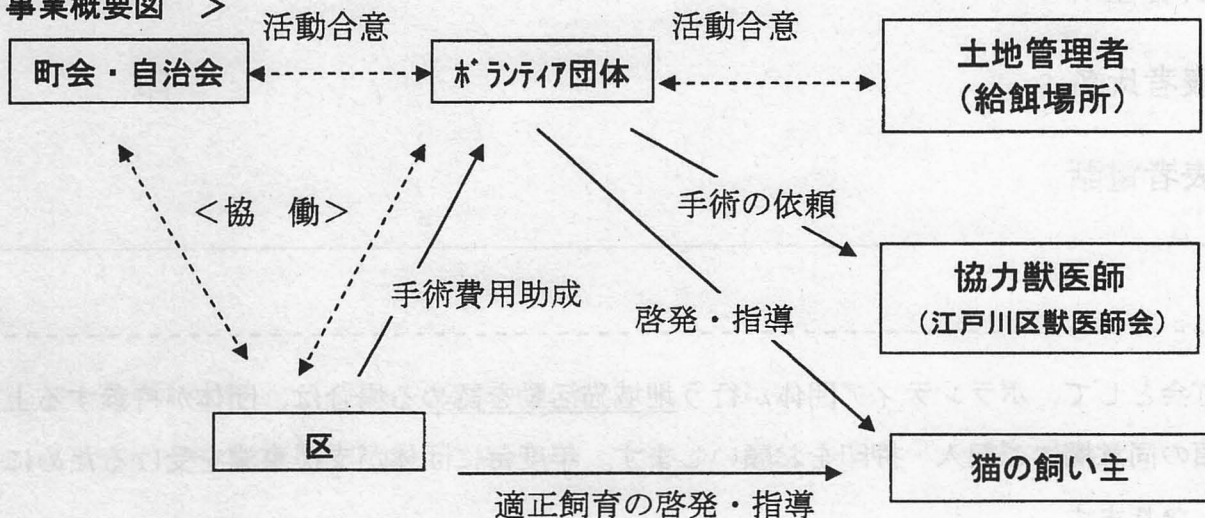 事業概要図 ＞
活動合意
活動合意
町会・自治会
ﾎﾞﾗﾝﾃｨｱ団体
土地管理者
（給餌場所）
＜協 働＞
手術の依頼
手術費用助成
協力獣医師
（江戸川区獣医師会）
啓発・指導
区
猫の飼い主
適正飼育の啓発・指導